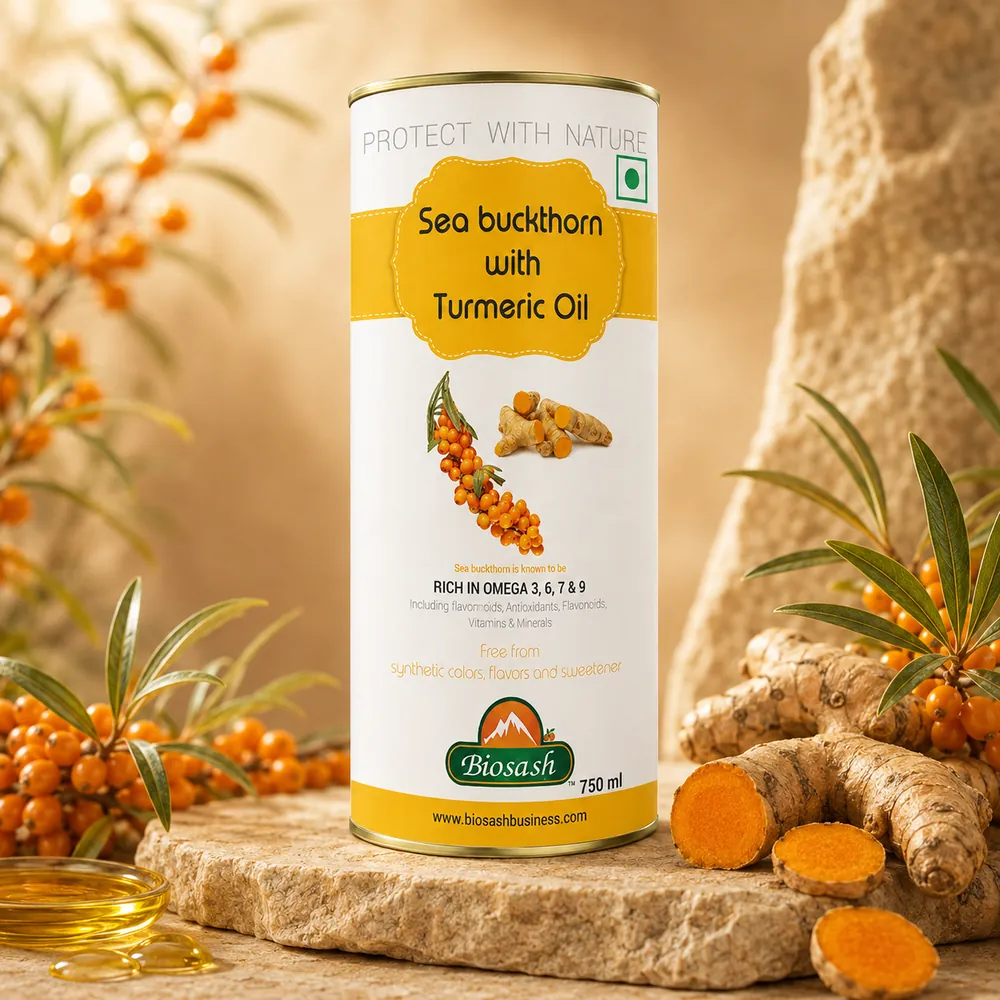 PROTECT WITH NATURE
Sea buckthorn
with
Turmeric Oil
Sea buckthorn is known to be
RICH IN OMEGA 3, 6, 7 & 9
Including flavornoids, Antioxidants, Flavonoids,
Vitamins & Minerals
Free from
synthetic colors, flavors and sweetener
Biosash
™ 750 ml
www.biosashbusiness.com